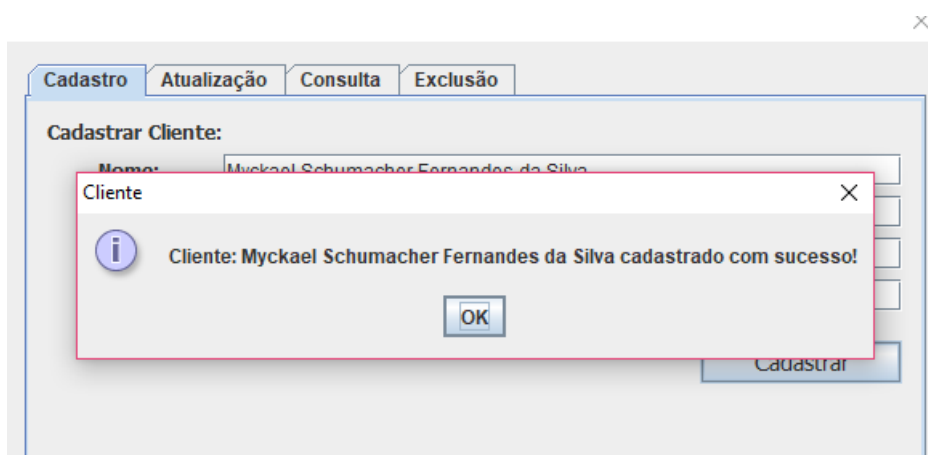 Cadastro Atualização Consulta Exclusão
Cadastrar Cliente:
Nome: Myckael Schumacher Fernandes da Silva
Cliente
Cliente: Myckael Schumacher Fernandes da Silva cadastrado com sucesso!
OK
Cadastrar